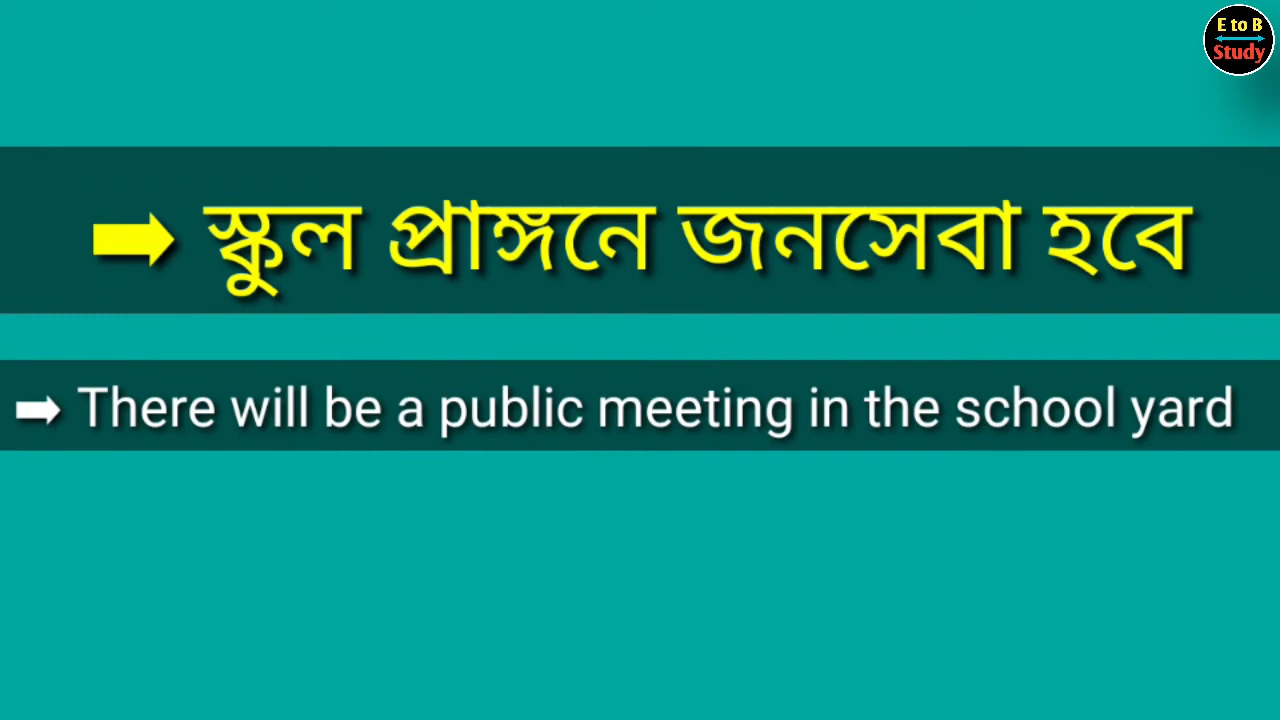 E to B
Study
➡ স্কুল প্রাঙ্গনে জনসেবা হবে
➡ There will be a public meeting in the school yard